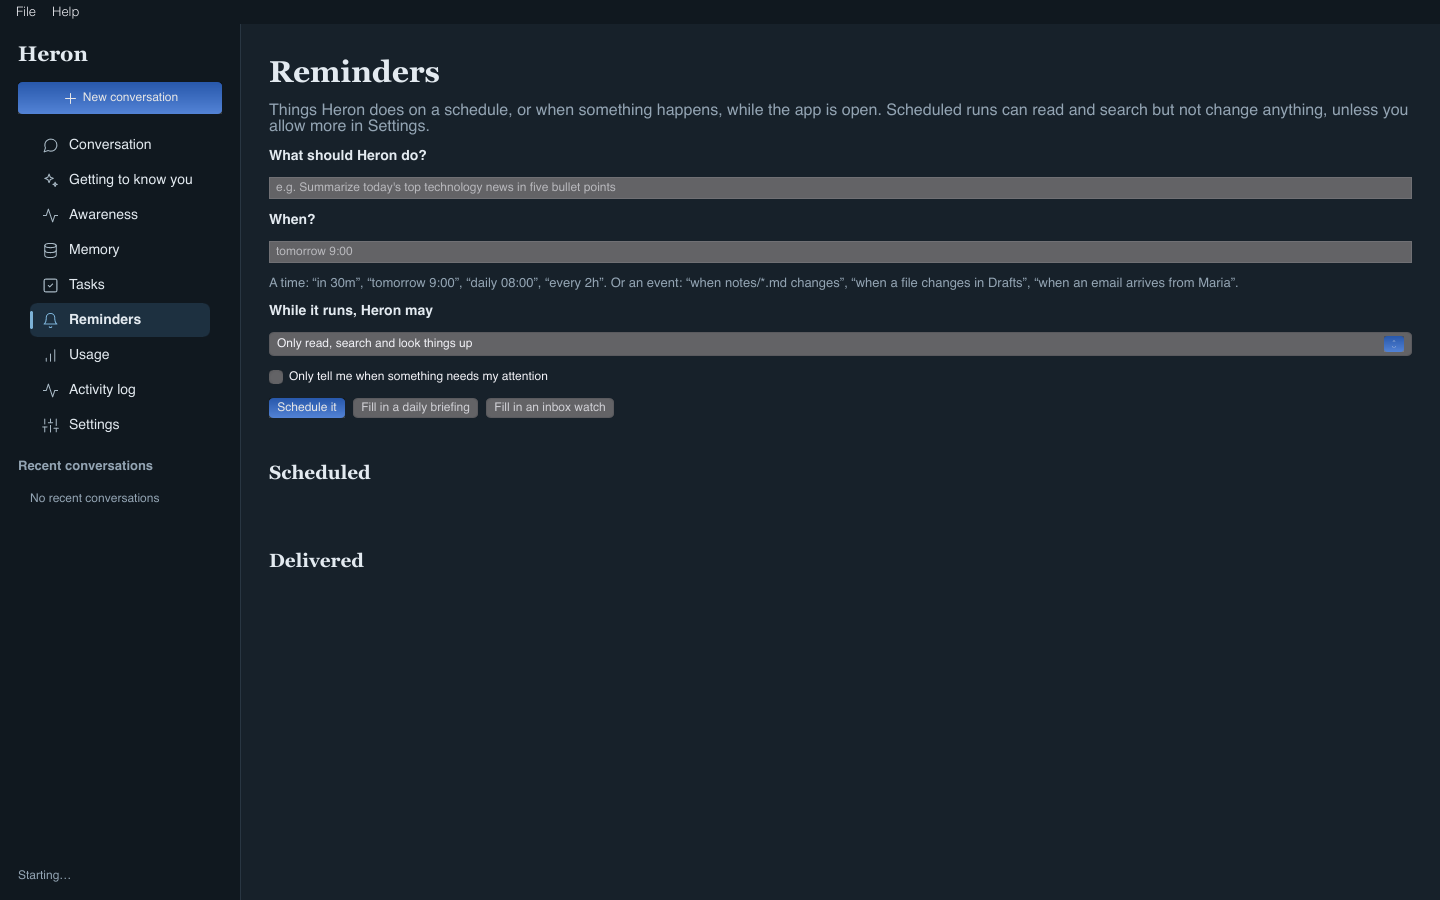 File Help
Heron
New conversation
Conversation
Getting to know you
Awareness
Memory
Tasks
Reminders
Usage
Activity log
Settings
Recent conversations
No recent conversations
Starting…
Reminders
Things Heron does on a schedule, or when something happens, while the app is open. Scheduled runs can read and search but not change anything, unless you
allow more in Settings.
What should Heron do?
e.g. Summarize today's top technology news in five bullet points
When?
tomorrow 9:00
A time: “in 30m”, “tomorrow 9:00”, “daily 08:00”, “every 2h”. Or an event: “when notes/*.md changes”, “when a file changes in Drafts”, “when an email arrives from Maria”.
While it runs, Heron may
Only read, search and look things up
Only tell me when something needs my attention
Schedule it
Fill in a daily briefing
Fill in an inbox watch
Scheduled
Delivered